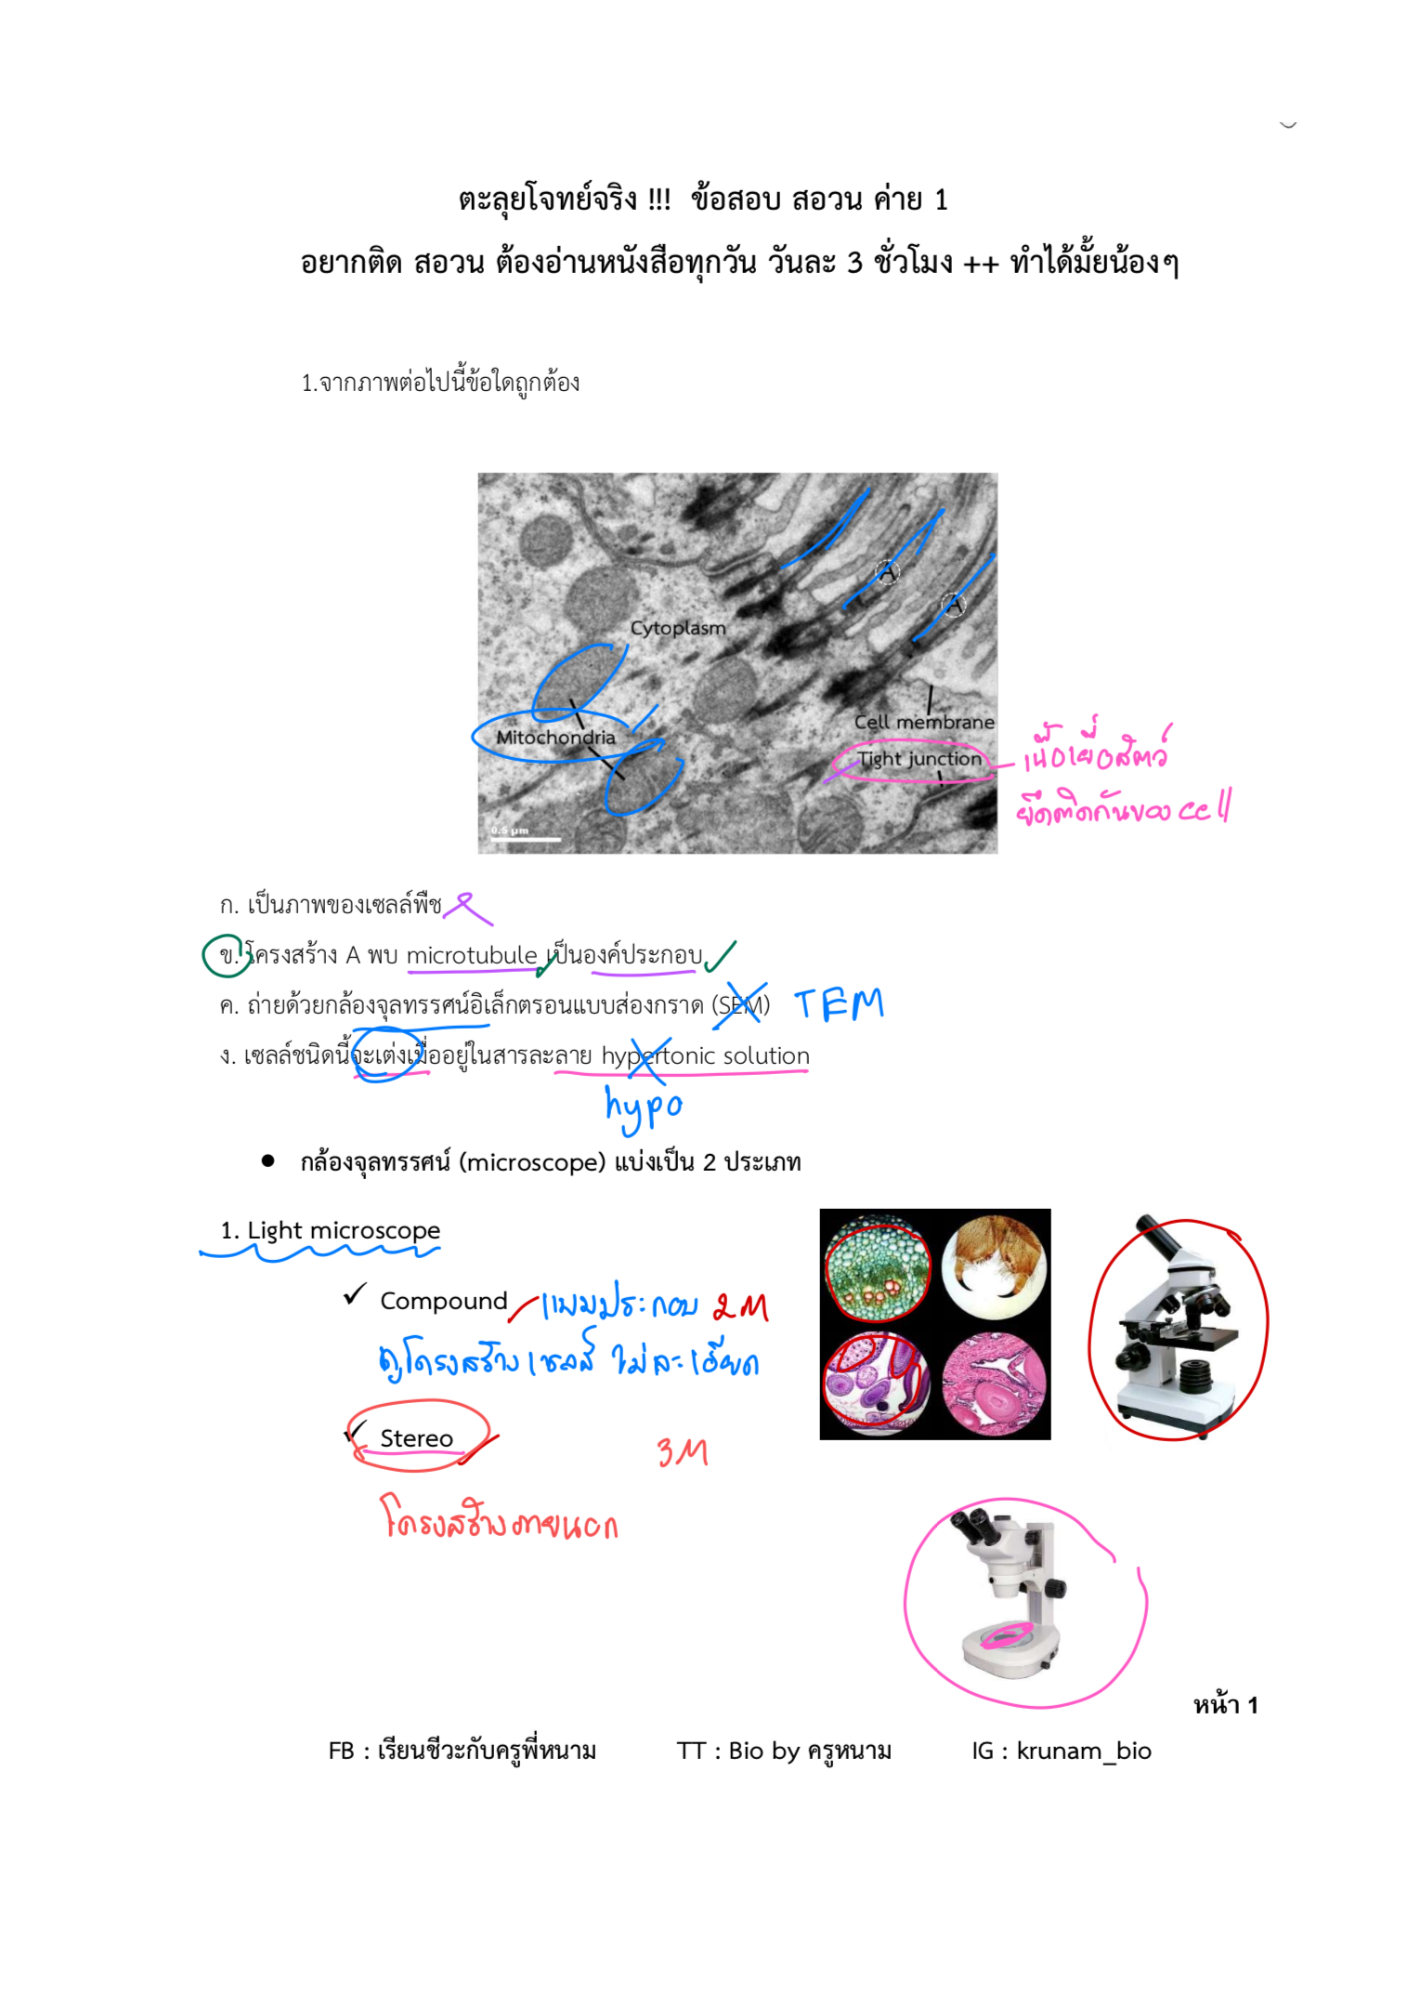 ตะลุยโจทย์จริง !!! ข้อสอบ สอวน ค่าย 1
อยากติด สอวน ต้องอ่านหนังสือทุกวัน วันละ 3 ชั่วโมง ++ ทำได้มั้ยน้องๆ
1.จากภาพต่อไปนี้ข้อใดถูกต้อง
A
A
Cytoplasm
Cell membrane
Mitochondria
Tight junction
เนื้อเยื่อสัตว์
ยึดติดกันของ cell
0.5 µm
ก. เป็นภาพของเซลล์พืช
ข. โครงสร้าง A พบ microtubule เป็นองค์ประกอบ
ค. ถ่ายด้วยกล้องจุลทรรศน์อิเล็กตรอนแบบส่องกราด (SEM) TEM
ง. เซลล์ชนิดนี้จะเต่งเมื่ออยู่ในสารละลาย hypertonic solution
hypo
● กล้องจุลทรรศน์ (microscope) แบ่งเป็น 2 ประเภท
1. Light microscope
✓ Compound แบบประกอบ 2M
ดูโครงสร้างเซลล์ ไม่ละเอียด
✓ Stereo 3M
โครงสร้างภายนอก
หน้า 1
FB : เรียนชีวะกับครูพี่หนาม TT : Bio by ครูหนาม IG : krunam_bio